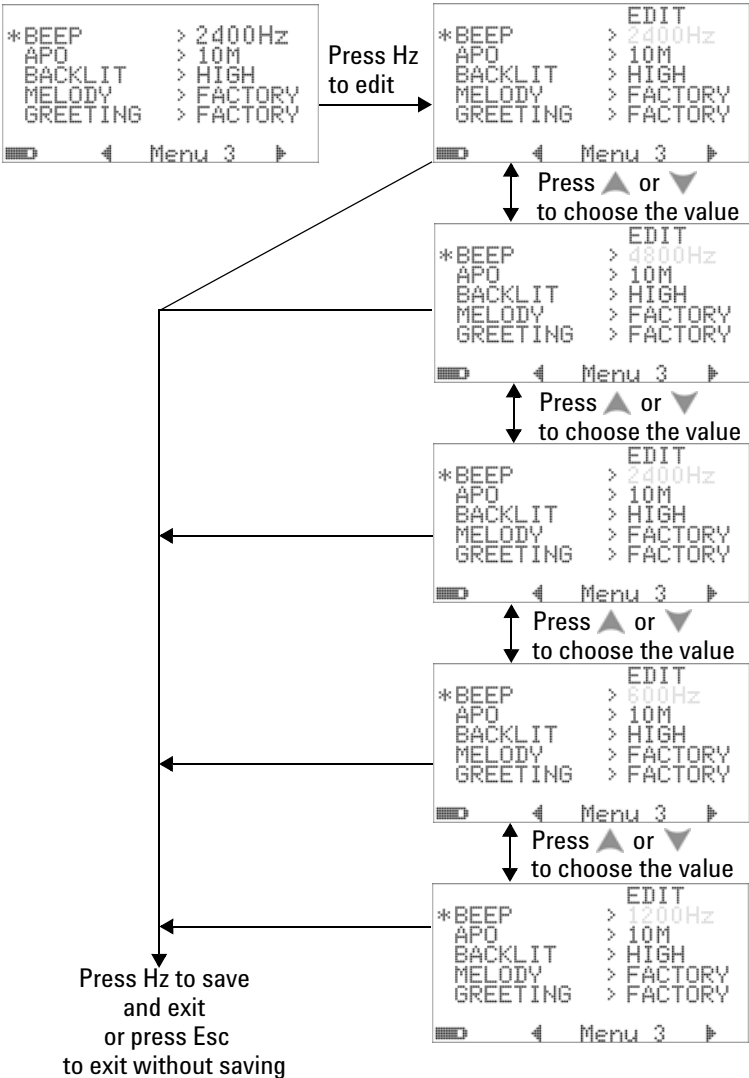 *BEEP > 2400Hz
APO > 10M
BACKLIT > HIGH
MELODY > FACTORY
GREETING > FACTORY
Menu 3
Press Hz
to edit
EDIT
*BEEP > 2400Hz
APO > 10M
BACKLIT > HIGH
MELODY > FACTORY
GREETING > FACTORY
Menu 3
Press ▲ or ▼
to choose the value
EDIT
*BEEP > 4800Hz
APO > 10M
BACKLIT > HIGH
MELODY > FACTORY
GREETING > FACTORY
Menu 3
Press ▲ or ▼
to choose the value
EDIT
*BEEP > 2400Hz
APO > 10M
BACKLIT > HIGH
MELODY > FACTORY
GREETING > FACTORY
Menu 3
Press ▲ or ▼
to choose the value
EDIT
*BEEP > 600Hz
APO > 10M
BACKLIT > HIGH
MELODY > FACTORY
GREETING > FACTORY
Menu 3
Press ▲ or ▼
to choose the value
EDIT
*BEEP > 1200Hz
APO > 10M
BACKLIT > HIGH
MELODY > FACTORY
GREETING > FACTORY
Menu 3
Press Hz to save
and exit
or press Esc
to exit without saving